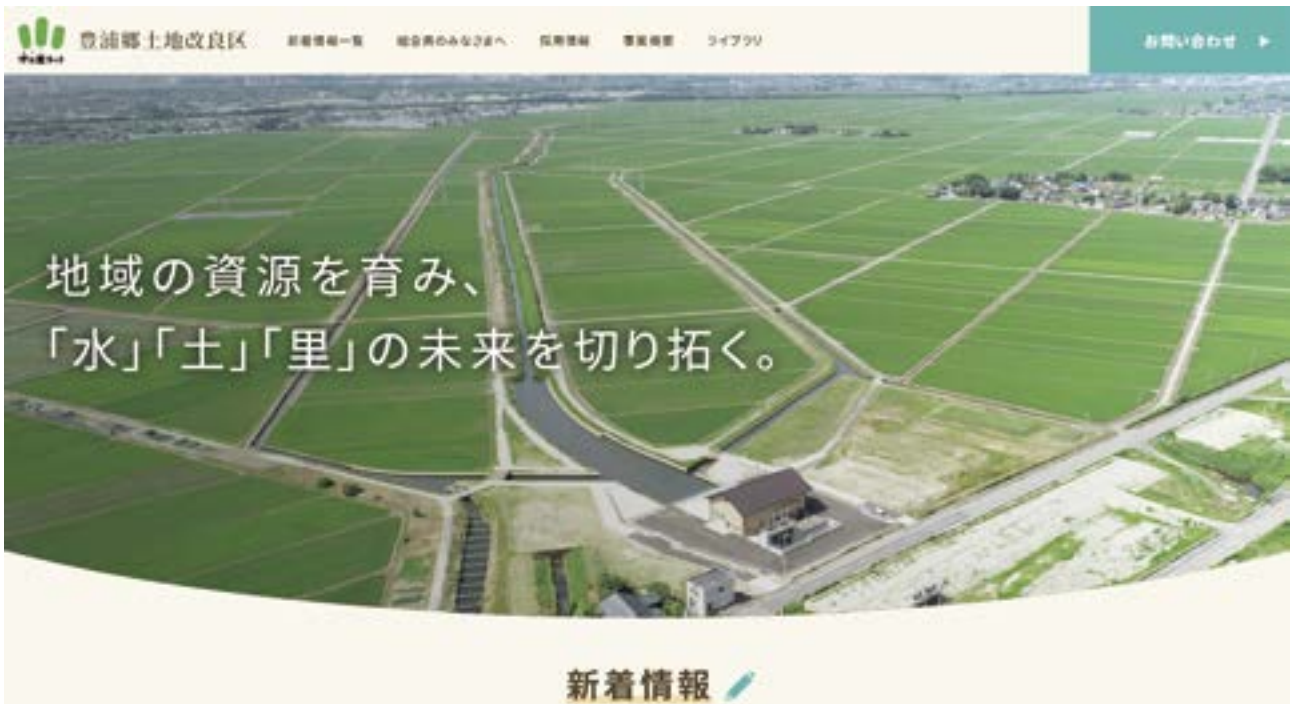 豊浦郷土地改良区
新着情報一覧
組合員のみなさまへ
採用情報
事業概要
ライブラリ
お問い合わせ
地域の資源を育み、
「水」「土」「里」の未来を切り拓く。
新着情報